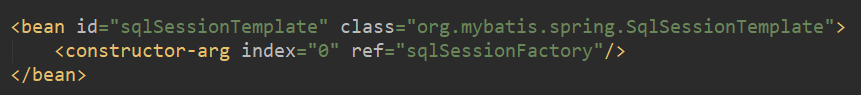 <bean id="sqlSessionTemplate" class="org.mybatis.spring.SqlSessionTemplate">
    <constructor-arg index="0" ref="sqlSessionFactory"/>
</bean>